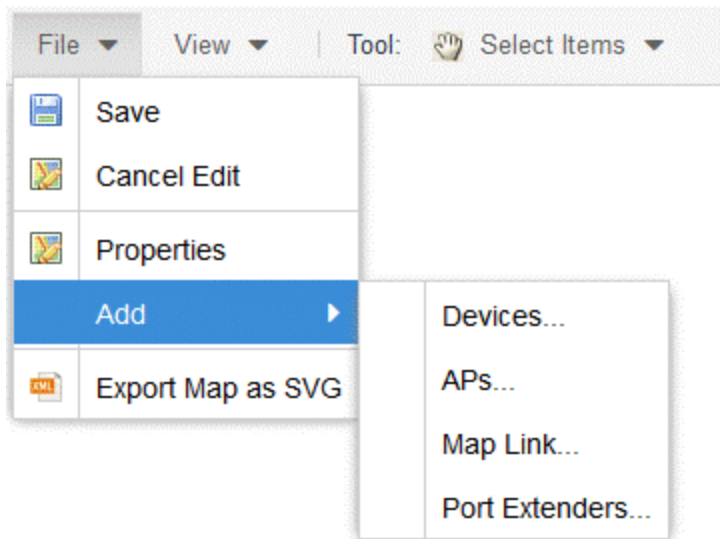 File View Tool: Select Items
Save
Cancel Edit
Properties
Add
Devices...
APs...
XML Export Map as SVG
Map Link...
Port Extenders...